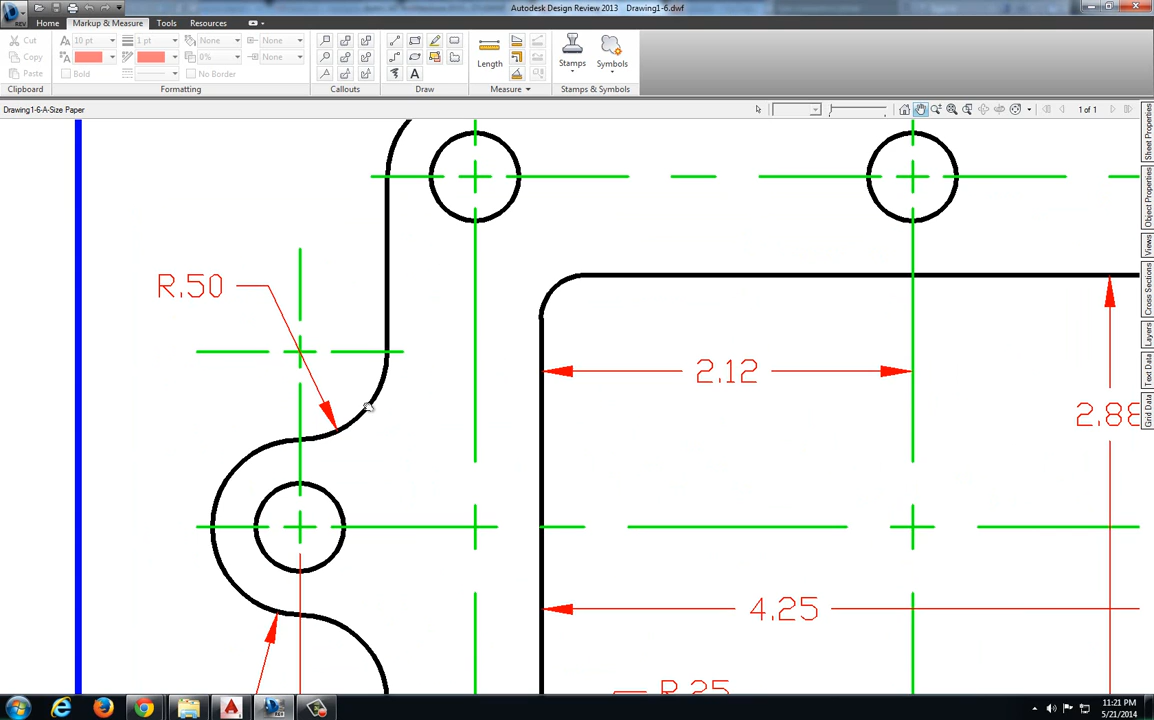 Autodesk Design Review 2013 Drawing1-6.dwf
REV
Home Markup & Measure Tools Resources
Cut 10 pt 1 pt None None
Copy 0% None
Paste Bold No Border
Length Stamps Symbols
Clipboard Formatting Callouts Draw Measure Stamps & Symbols
Drawing1-6-A-Size Paper
1 of 1
Sheet Properties
Object Properties
Views
Cross Sections
Layers
Text Data
Grid Data
R.50
2.12
2.88
4.25
R.25
11:21 PM
5/21/2014